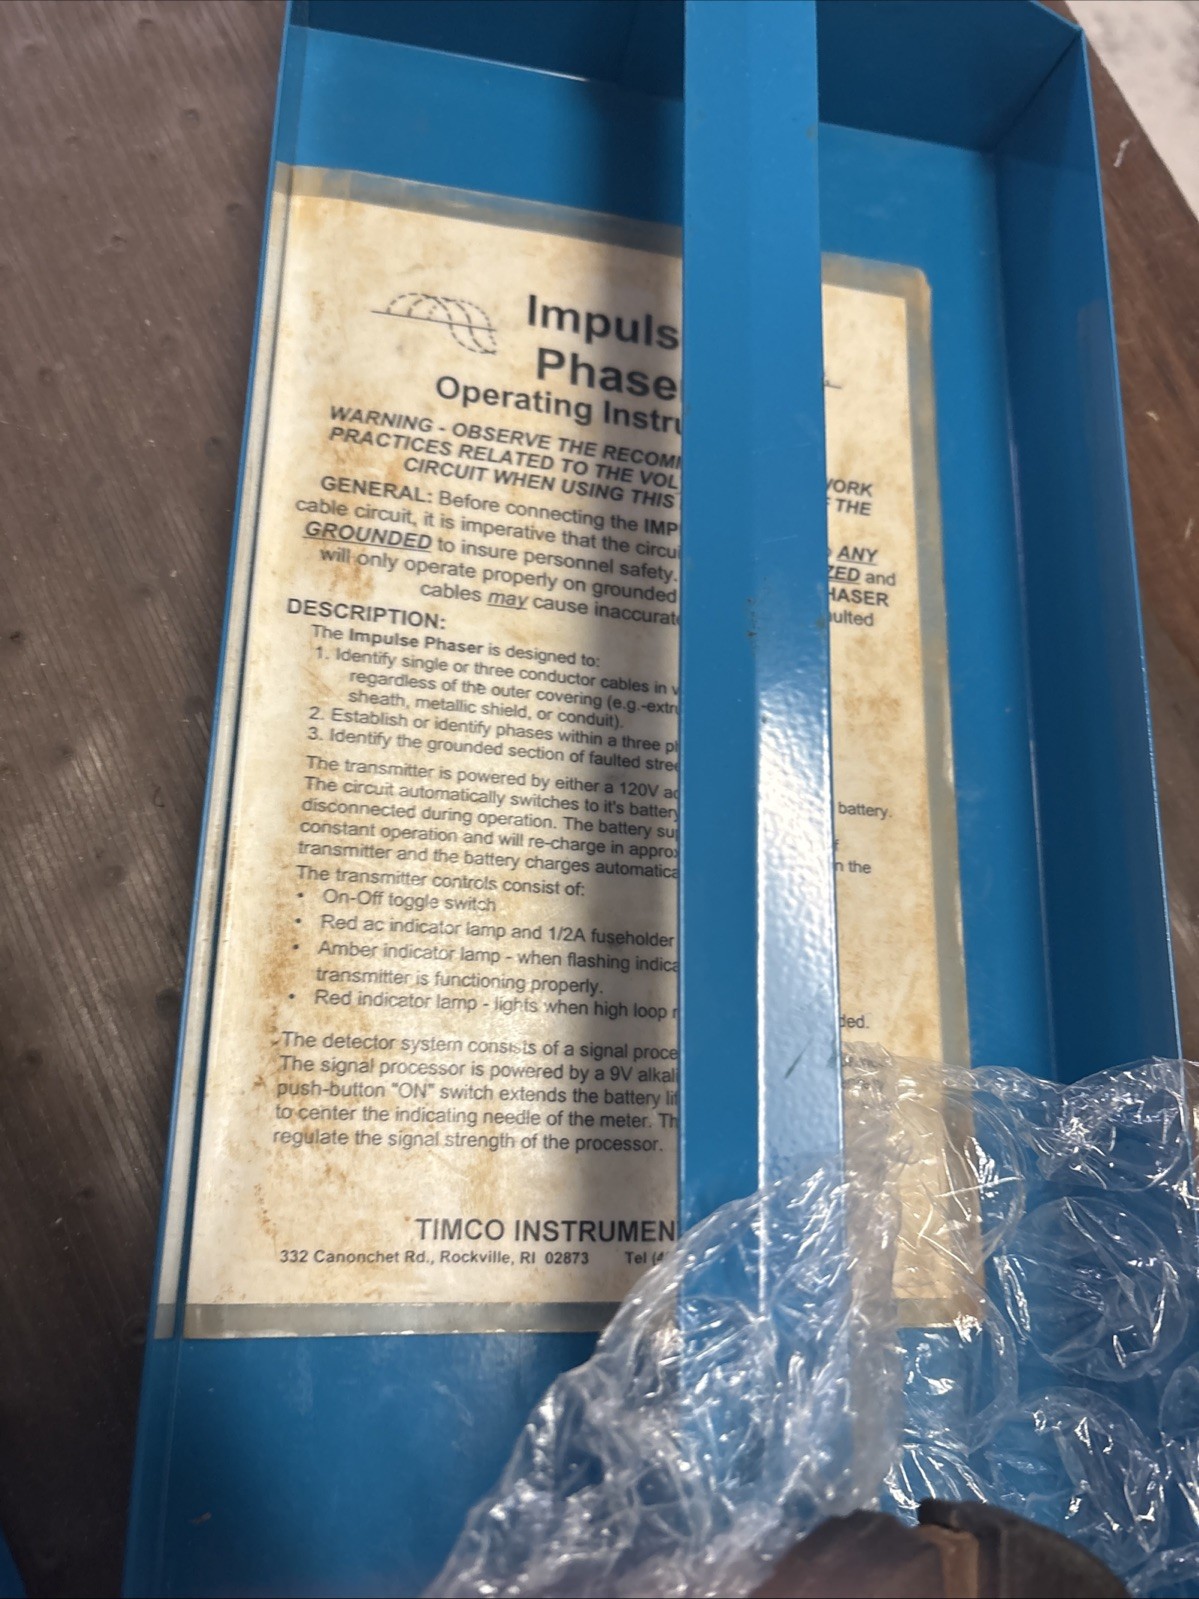 Impuls
Phase
Operating Instru
WARNING - OBSERVE THE RECOM WORK
PRACTICES RELATED TO THE VOL THE
CIRCUIT WHEN USING THIS
GENERAL: Before connecting the IMP ANY
cable circuit, it is imperative that the circui ZED and
GROUNDED to insure personnel safety. HASER
will only operate properly on grounded aulted
cables may cause inaccurat
DESCRIPTION:
The Impulse Phaser is designed to:
1. Identify single or three conductor cables in v
regardless of the outer covering (e.g.-extr
sheath, metallic shield, or conduit).
2. Establish or identify phases within a three p
3. Identify the grounded section of faulted stre
The transmitter is powered by either a 120V ac battery.
The circuit automatically switches to it's battery
disconnected during operation. The battery su f
constant operation and will re-charge in appro n the
transmitter and the battery charges automatica
The transmitter controls consist of:
• On-Off toggle switch
• Red ac indicator lamp and 1/2A fuseholder
• Amber indicator lamp - when flashing indica
transmitter is functioning properly.
• Red indicator lamp - lights when high loop r ded.
The detector system consists of a signal proce
The signal processor is powered by a 9V alkali
push-button "ON" switch extends the battery lif
to center the indicating needle of the meter. Th
regulate the signal strength of the processor.
TIMCO INSTRUMEN
332 Canonchet Rd., Rockville, RI 02873 Tel (4